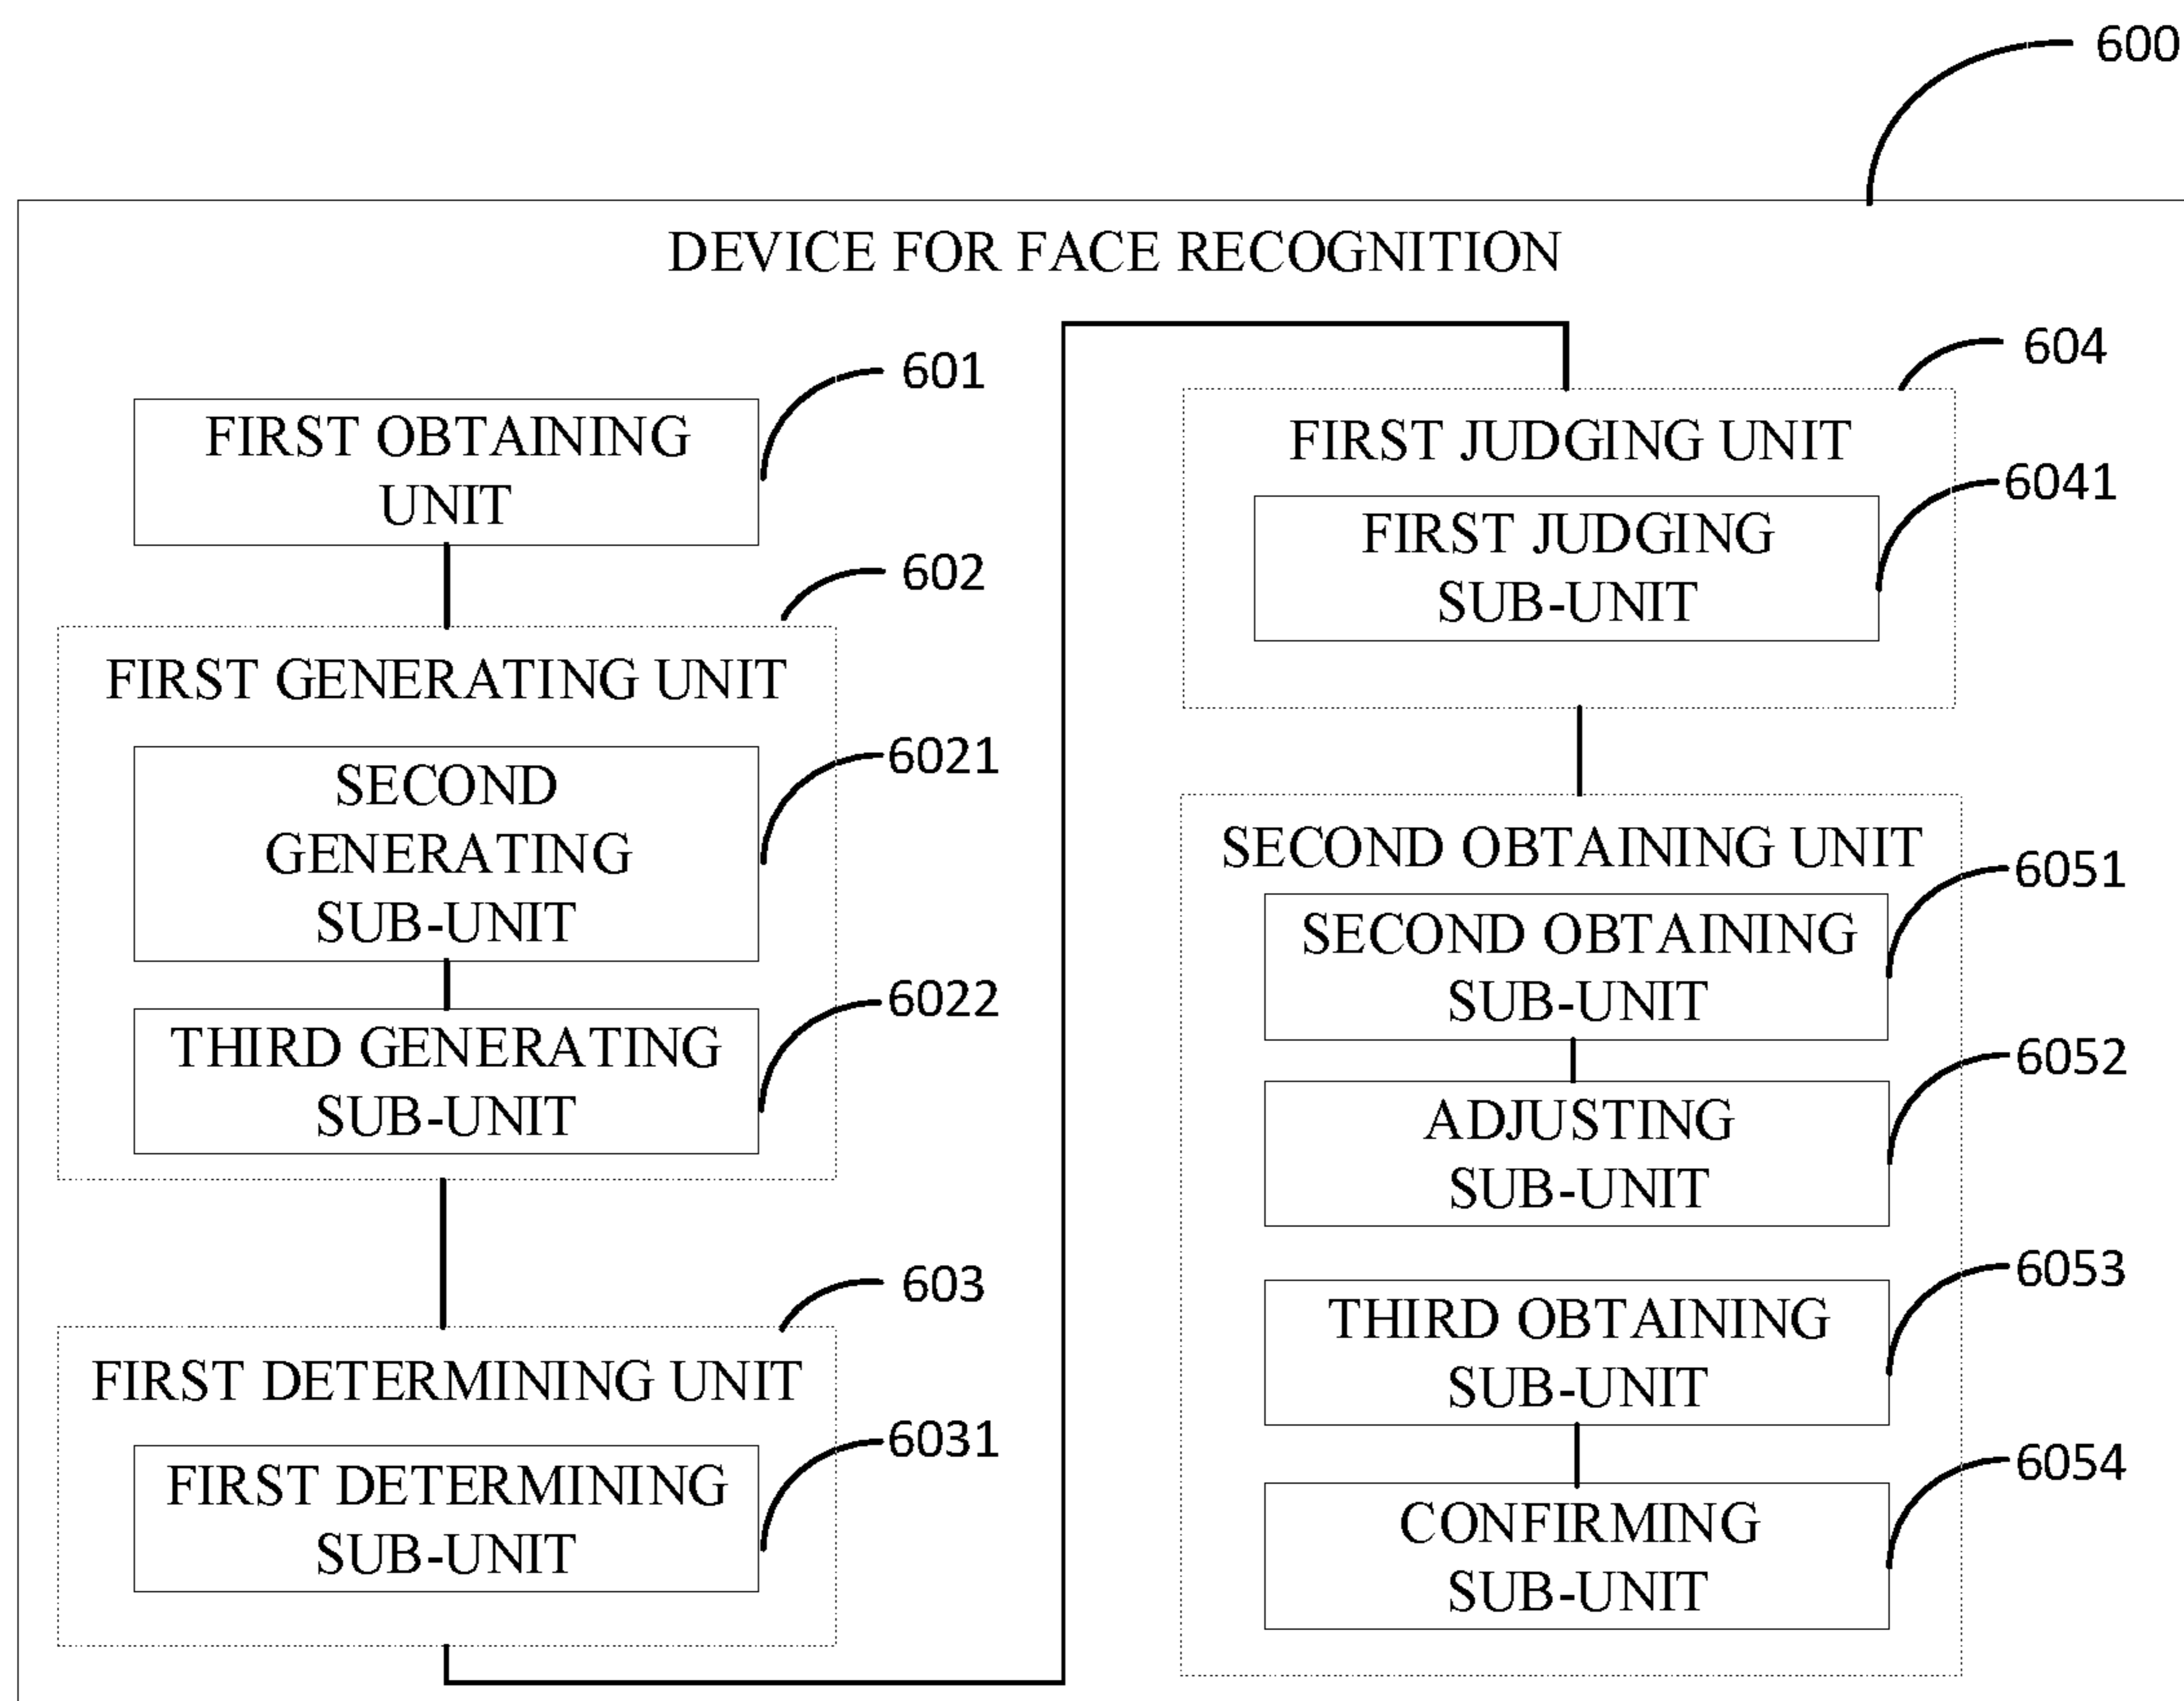 600
DEVICE FOR FACE RECOGNITION
601
FIRST OBTAINING
UNIT
602
FIRST GENERATING UNIT
6021
SECOND
GENERATING
SUB-UNIT
6022
THIRD GENERATING
SUB-UNIT
603
FIRST DETERMINING UNIT
6031
FIRST DETERMINING
SUB-UNIT
604
FIRST JUDGING UNIT
6041
FIRST JUDGING
SUB-UNIT
SECOND OBTAINING UNIT
6051
SECOND OBTAINING
SUB-UNIT
6052
ADJUSTING
SUB-UNIT
6053
THIRD OBTAINING
SUB-UNIT
6054
CONFIRMING
SUB-UNIT